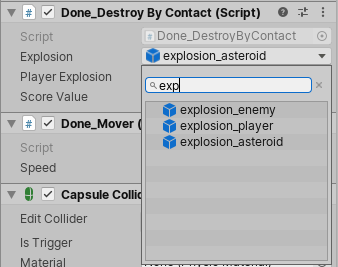 Done_Destroy By Contact (Script)
Script Done_DestroyByContact
Explosion explosion_asteroid
Player Explosion
Score Value
exp
explosion_enemy
explosion_player
explosion_asteroid
Done_Mover (
Script
Speed
Capsule Collid
Edit Collider
Is Trigger
Material